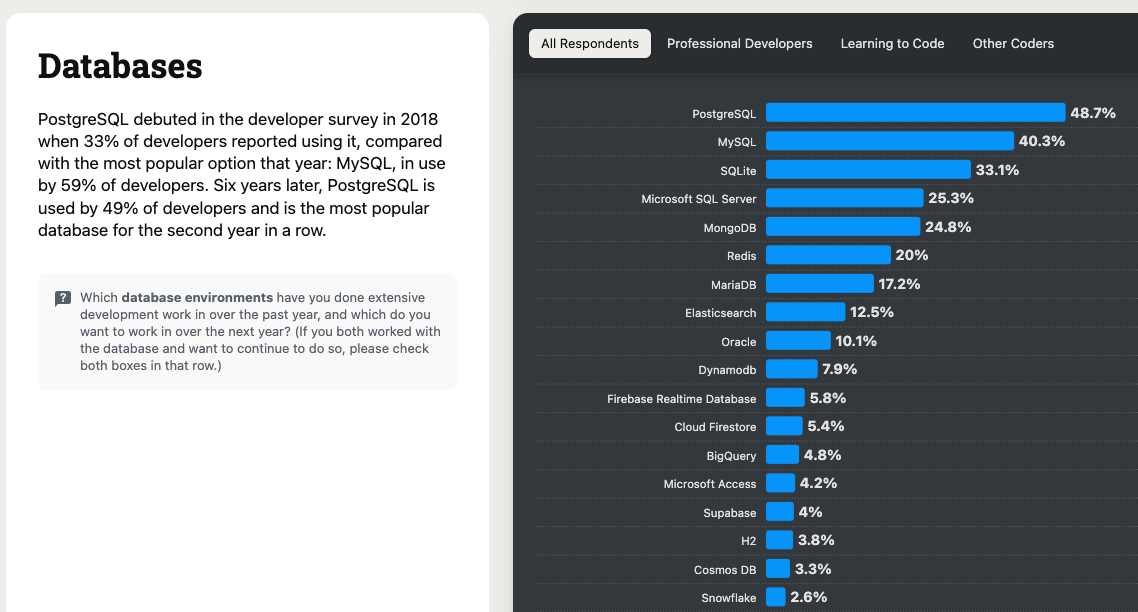 Databases
PostgreSQL debuted in the developer survey in 2018
when 33% of developers reported using it, compared
with the most popular option that year: MySQL, in use
by 59% of developers. Six years later, PostgreSQL is
used by 49% of developers and is the most popular
database for the second year in a row.
Which database environments have you done extensive
development work in over the past year, and which do you
want to work in over the next year? (If you both worked with
the database and want to continue to do so, please check
both boxes in that row.)
All Respondents Professional Developers Learning to Code Other Coders
PostgreSQL 48.7%
MySQL 40.3%
SQLite 33.1%
Microsoft SQL Server 25.3%
MongoDB 24.8%
Redis 20%
MariaDB 17.2%
Elasticsearch 12.5%
Oracle 10.1%
Dynamodb 7.9%
Firebase Realtime Database 5.8%
Cloud Firestore 5.4%
BigQuery 4.8%
Microsoft Access 4.2%
Supabase 4%
H2 3.8%
Cosmos DB 3.3%
Snowflake 2.6%